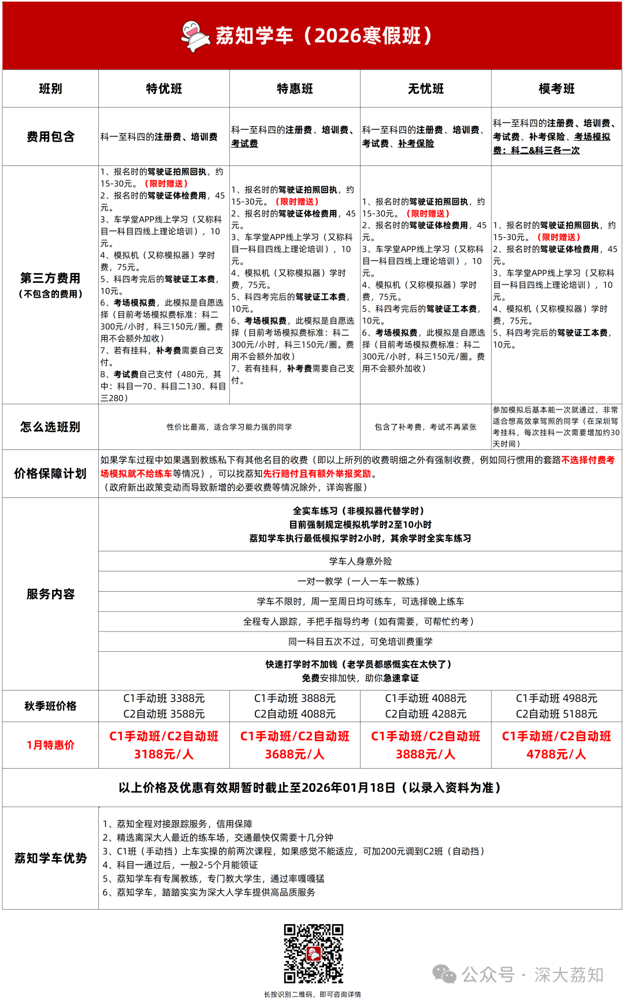 荔知学车（2026寒假班）
班别
特优班
特惠班
无忧班
模考班
费用包含
科一至科四的注册费、培训费
科一至科四的注册费、培训费、
考试费
科一至科四的注册费、培训费、
考试费、补考保险
科一至科四的注册费、培训费、
考试费、补考保险、考场模拟
费：科二&科三各一次
第三方费用
（不包含的费用）
1、报名时的驾驶证拍照回执，约
15-30元。（限时赠送）
2、报名时的驾驶证体检费用，45
元。
3、车学堂APP线上学习（又称科
目一科目四线上理论培训），10
元。
4、模拟机（又称模拟器）学时
费，75元。
5、科四考完后的驾驶证工本费，
10元。
6、考场模拟费，此模拟是自愿选
择（目前考场模拟费标准：科二
300元/小时，科三150元/圈。费
用不会额外加收）
7、若有挂科，补考费需要自己支
付。
8、考试费自己支付（480元，其
中：科目一70、科目二130、科目
三280）
1、报名时的驾驶证拍照回执，约
15-30元。（限时赠送）
2、报名时的驾驶证体检费用，45
元。
3、车学堂APP线上学习（又称科
目一科目四线上理论培训），10
元。
4、模拟机（又称模拟器）学时
费，75元。
5、科四考完后的驾驶证工本费，
10元。
6、考场模拟费，此模拟是自愿选
择（目前考场模拟费标准：科二
300元/小时，科三150元/圈。费
用不会额外加收）
7、若有挂科，补考费需要自己支
付。
1、报名时的驾驶证拍照回执，约
15-30元。（限时赠送）
2、报名时的驾驶证体检费用，45
元。
3、车学堂APP线上学习（又称科
目一科目四线上理论培训），10
元。
4、模拟机（又称模拟器）学时
费，75元。
5、科四考完后的驾驶证工本费，
10元。
6、考场模拟费，此模拟是自愿选
择（目前考场模拟费标准：科二
300元/小时，科三150元/圈。费
用不会额外加收）
1、报名时的驾驶证拍照回执，约
15-30元。（限时赠送）
2、报名时的驾驶证体检费用，45
元。
3、车学堂APP线上学习（又称科
目一科目四线上理论培训），10
元。
4、模拟机（又称模拟器）学时
费，75元。
5、科四考完后的驾驶证工本费，
10元。
怎么选班别
性价比最高，适合学习能力强的同学
包含了补考费，考试不再紧张
参加模拟后基本能一次就通过，非常
适合想高效拿驾照的同学（在深圳驾
考挂科，每次挂科一次需要增加约30
天时间）
价格保障计划
如果学车过程中如果遇到教练私下有其他名目的收费（即以上所列的收费明细之外有强制收费，例如同行惯用的套路不选择付费考
场模拟就不给练车等情况），可以找荔知先行赔付且有额外举报奖励。
（政府新出政策变动而导致新增的必要收费等情况除外，详询客服）
服务内容
全实车练习（非模拟器代替学时）
目前强制规定模拟机学时2至10小时
荔知学车执行最低模拟学时2小时，其余学时全实车练习
学车人身意外险
一对一教学（一人一车一教练）
学车不限时，周一至周日均可练车，可选择晚上练车
全程专人跟踪，手把手指导约考（如有需要，可帮忙约考）
同一科目五次不过，可免培训费重学
快速打学时不加钱（老学员都感慨实在太快了）
免费安排加快，助你急速拿证
秋季班价格
C1手动班 3388元
C2自动班 3588元
C1手动班 3888元
C2自动班 4088元
C1手动班 4088元
C2自动班 4288元
C1手动班 4988元
C2自动班 5188元
1月特惠价
C1手动班/C2自动班
3188元/人
C1手动班/C2自动班
3688元/人
C1手动班/C2自动班
3888元/人
C1手动班/C2自动班
4788元/人
以上价格及优惠有效期暂时截止至2026年01月18日（以录入资料为准）
荔知学车优势
1、荔知全程对接跟踪服务，信用保障
2、精选离深大人最近的练车场，交通最快仅需要十几分钟
3、C1班（手动挡）上车实操的前两次课程，如果感觉不能适应，可加200元调到C2班（自动挡）
4、科目一通过后，一般2-5个月能领证
5、荔知学车有专属教练，专门教大学生，通过率嘎嘎猛
6、荔知学车，踏踏实实为深大人学车提供高品质服务
公众号 · 深大荔知
长按识别二维码，即可咨询详情